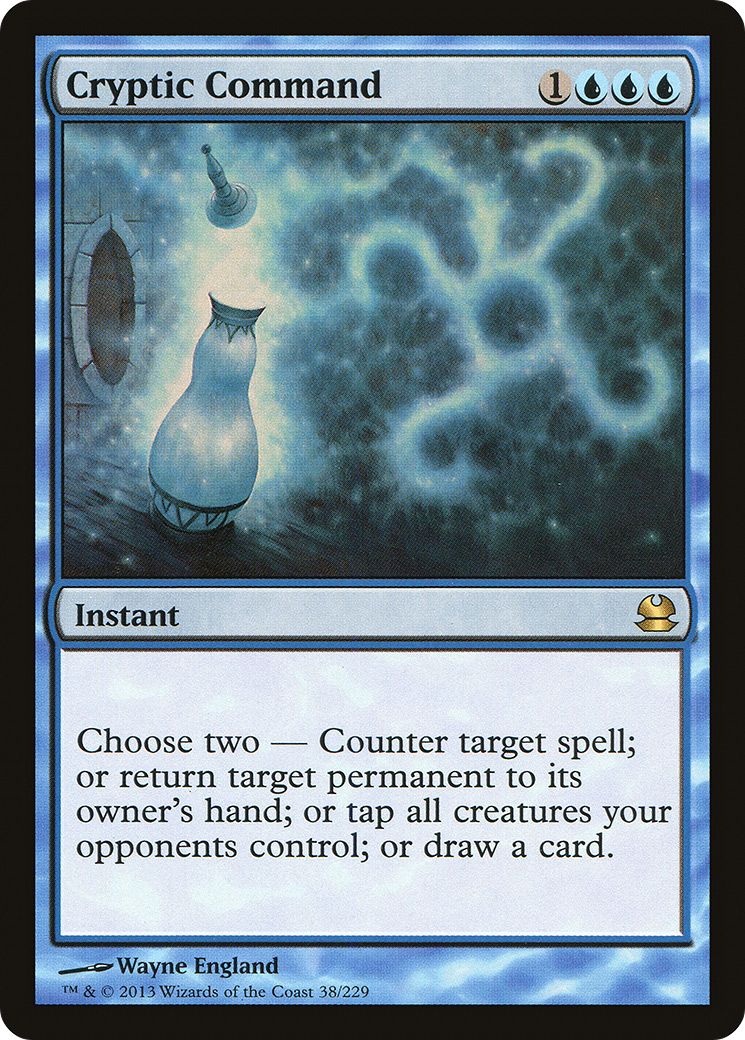 Cryptic Command 1
Instant
Choose two — Counter target spell;
or return target permanent to its
owner's hand; or tap all creatures your
opponents control; or draw a card.
Wayne England
™ & © 2013 Wizards of the Coast 38/229